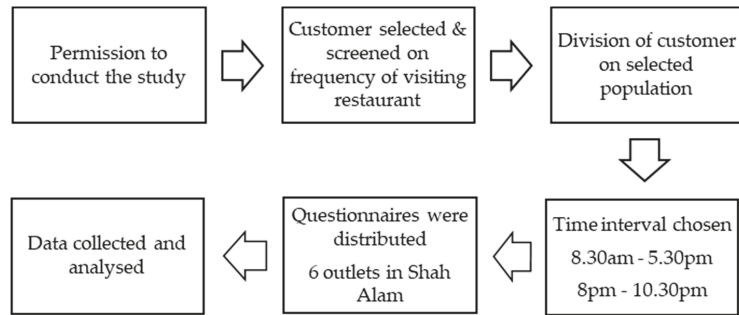 Permission to
conduct the study
Customer selected &
screened on
frequency of visiting
restaurant
Division of customer
on selected
population
Time interval chosen
8.30am - 5.30pm
8pm - 10.30pm
Questionnaires were
distributed
6 outlets in Shah
Alam
Data collected and
analysed